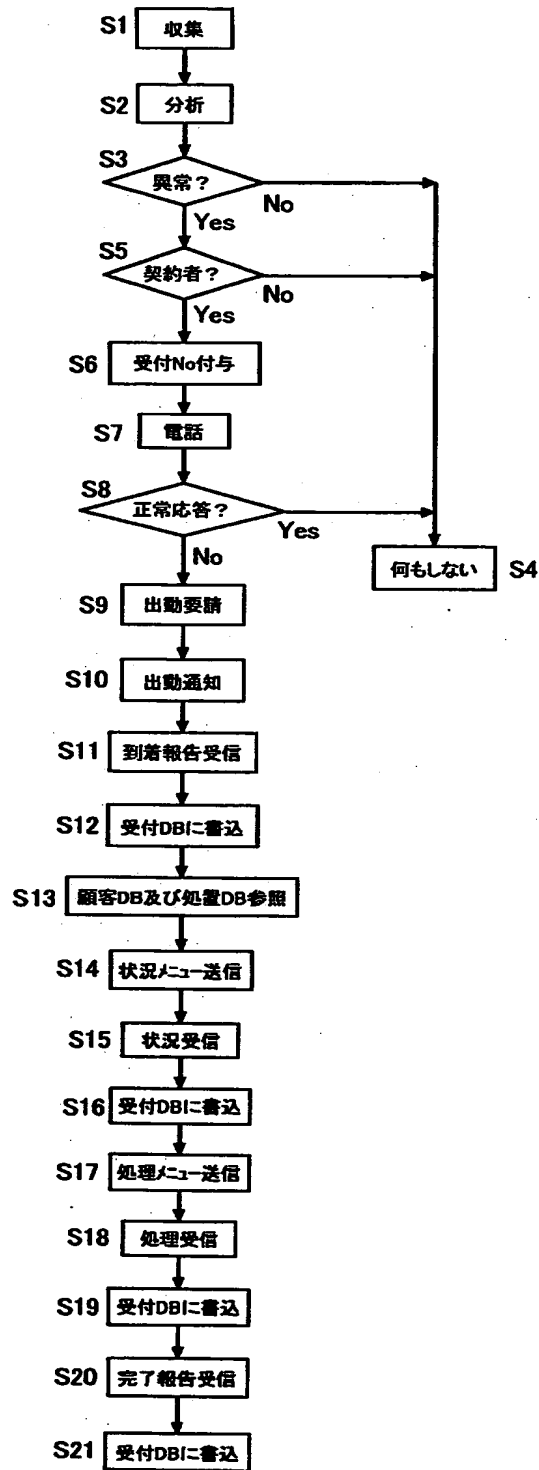 S1 収集
S2 分析
S3 異常？
No
Yes
S5 契約者？
No
Yes
S6 受付No付与
S7 電話
S8 正常応答？
Yes
No
何もしない S4
S9 出動要請
S10 出動通知
S11 到着報告受信
S12 受付DBに書込
S13 顧客DB及び処置DB参照
S14 状況メニュー送信
S15 状況受信
S16 受付DBに書込
S17 処理メニュー送信
S18 処理受信
S19 受付DBに書込
S20 完了報告受信
S21 受付DBに書込